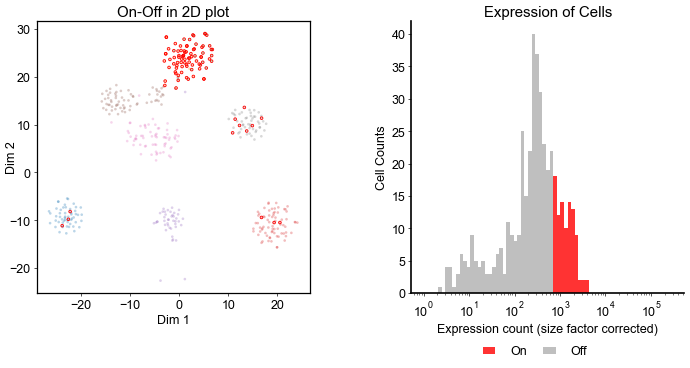 On-Off in 2D plot
Dim 2
30
20
10
0
−10
−20
−20 −10 0 10 20
Dim 1
Expression of Cells
Cell Counts
40
35
30
25
20
15
10
5
0
10⁰ 10¹ 10² 10³ 10⁴ 10⁵
Expression count (size factor corrected)
On Off